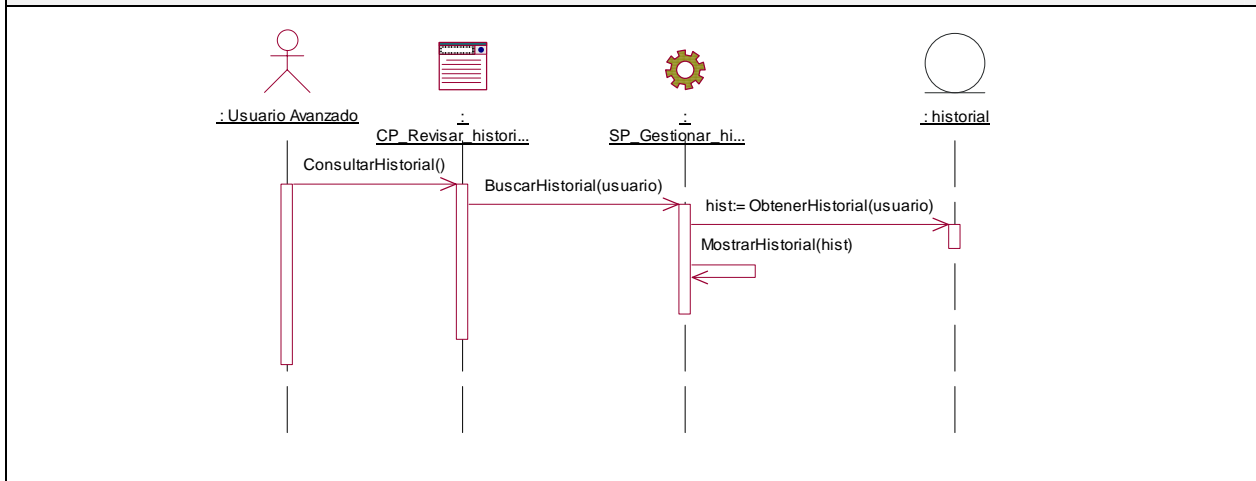 : Usuario Avanzado
:
CP_Revisar_histori...
:
SP_Gestionar_hi...
: historial
ConsultarHistorial()
BuscarHistorial(usuario)
hist:= ObtenerHistorial(usuario)
MostrarHistorial(hist)